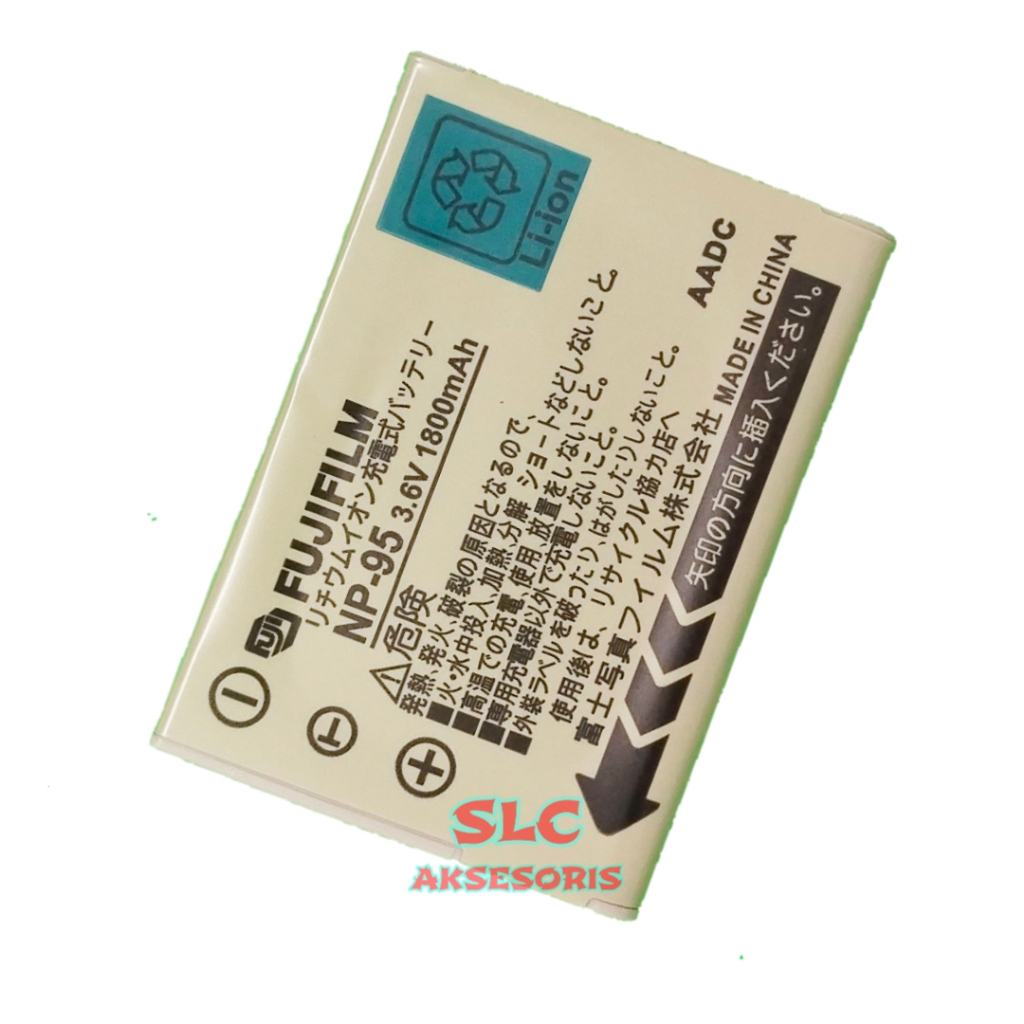 Li-ion
FUJI FUJIFILM
リチウムイオン充電式バッテリー
NP-95 3.6V 1800mAh
危険
発熱、発火、破裂の原因となるので、
■火・水中投入、加熱、分解、ショートなどしないこと。
■高温での充電、使用、放置をしないこと。
■専用充電器以外で充電しないこと。
■外装ラベルを破ったり、はがしたりしないこと。
使用後は、リサイクル協力店へ
富士写真フイルム株式会社 MADE IN CHINA
AADC
矢印の方向に挿入ください。
－
T
＋
SLC
AKSESORIS